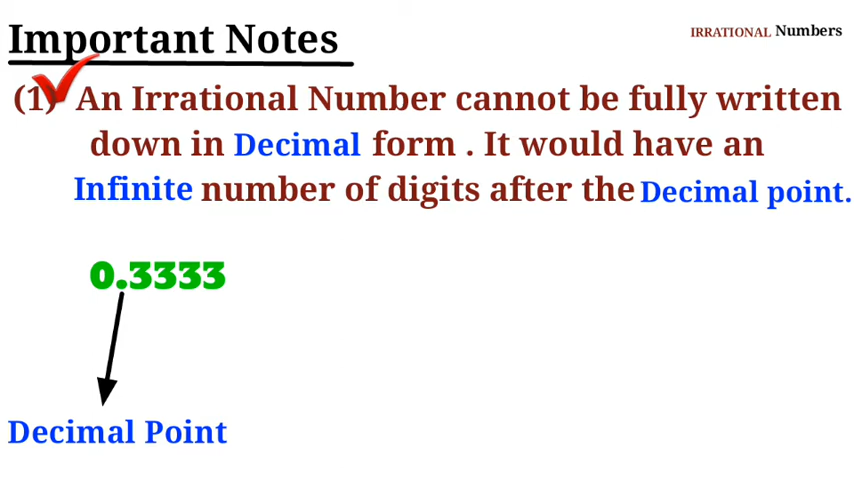 Important Notes
IRRATIONAL Numbers
(1) An Irrational Number cannot be fully written
down in Decimal form . It would have an
Infinite number of digits after the Decimal point.
0.3333
Decimal Point